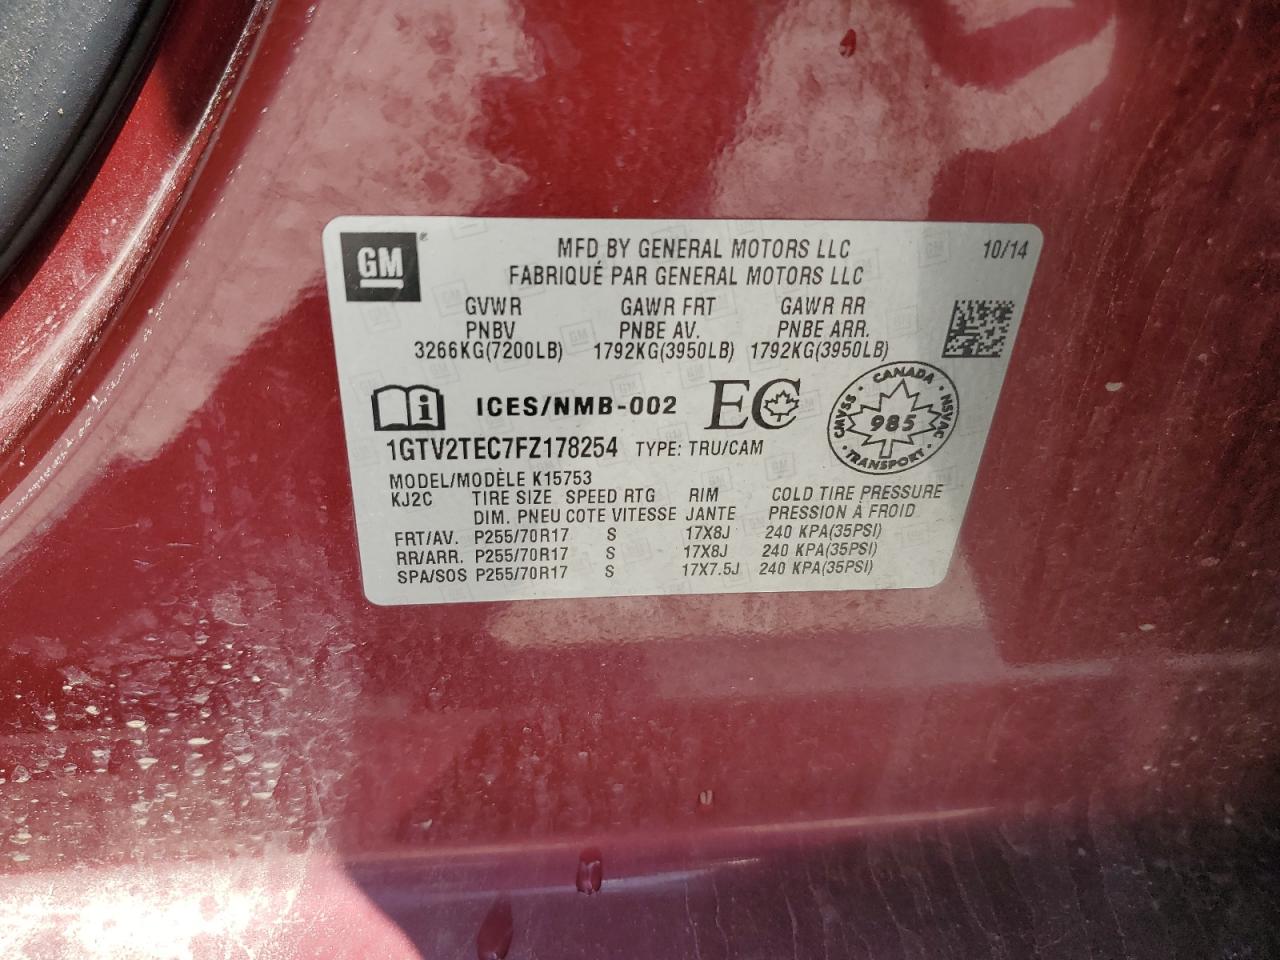 GM ®
MFD BY GENERAL MOTORS LLC 10/14
FABRIQUÉ PAR GENERAL MOTORS LLC
GVWR GAWR FRT GAWR RR
PNBV PNBE AV. PNBE ARR.
3266KG(7200LB) 1792KG(3950LB) 1792KG(3950LB)
i ICES/NMB-002 EC
CANADA
CMVSS 985 NSVAC
TRANSPORT
1GTV2TEC7FZ178254 TYPE: TRU/CAM
MODEL/MODÈLE K15753
KJ2C TIRE SIZE SPEED RTG RIM COLD TIRE PRESSURE
DIM. PNEU COTE VITESSE JANTE PRESSION À FROID
FRT/AV. P255/70R17 S 17X8J 240 KPA(35PSI)
RR/ARR. P255/70R17 S 17X8J 240 KPA(35PSI)
SPA/SOS P255/70R17 S 17X7.5J 240 KPA(35PSI)